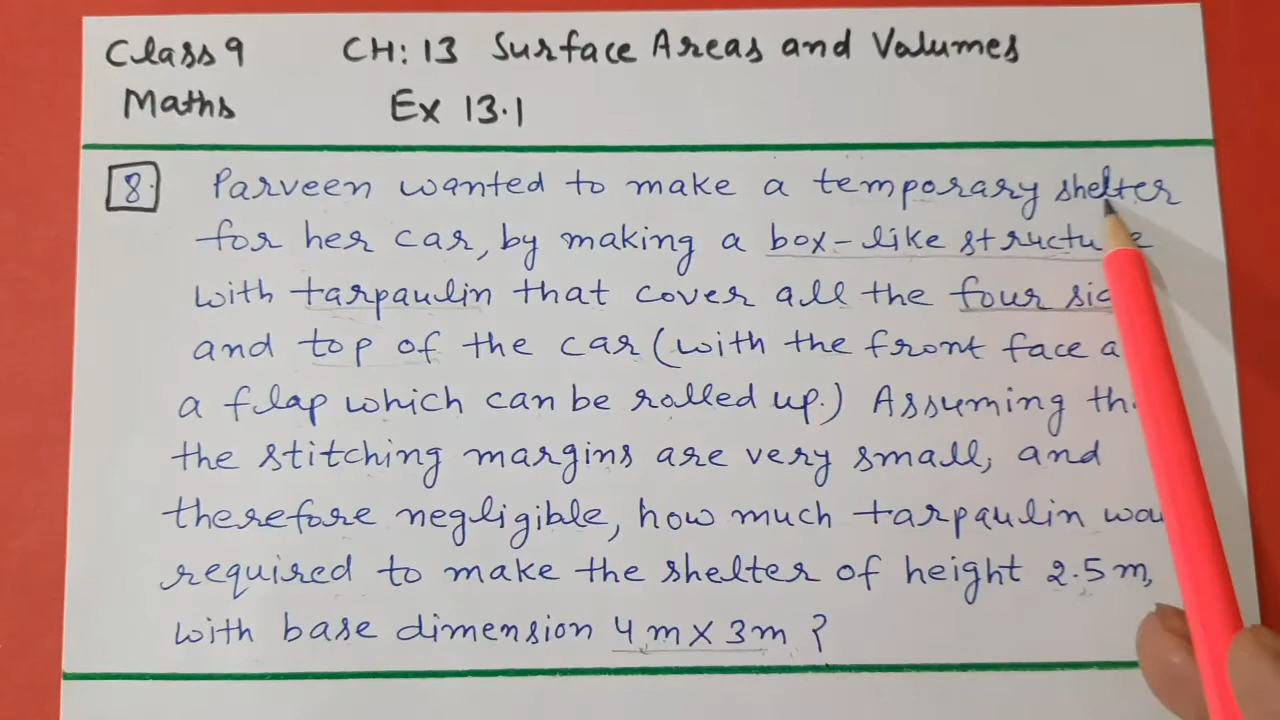 Class 9 CH: 13 Surface Areas and Volumes
Maths Ex 13.1
8. Parveen wanted to make a temporary shelter
for her car, by making a box-like structure
with tarpaulin that cover all the four
and top of the car (with the front face
a flap which can be rolled up.) Assuming
the stitching margins are very small, and
therefore negligible, how much tarpaulin
required to make the shelter of height 2.5 m,
with base dimension 4 m X 3 m ?